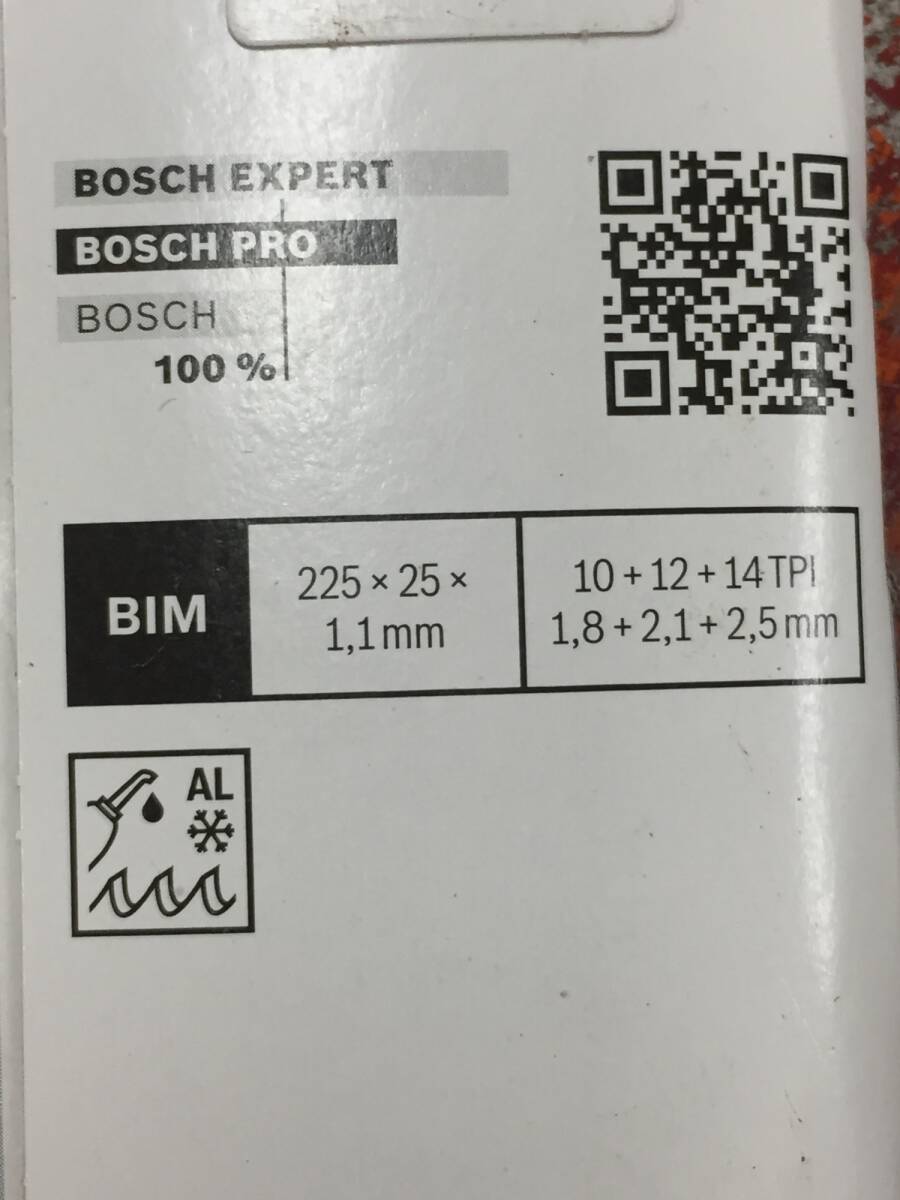 BOSCH EXPERT
BOSCH PRO
BOSCH
100 %
BIM
225 × 25 ×
1,1 mm
10 + 12 + 14 TPI
1,8 + 2,1 + 2,5 mm
AL